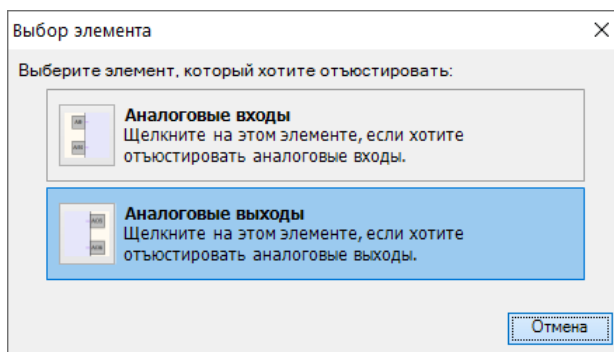 Выбор элемента
Выберите элемент, который хотите отъюстировать:
Аналоговые входы
Щелкните на этом элементе, если хотите
отъюстировать аналоговые входы.
Аналоговые выходы
Щелкните на этом элементе, если хотите
отъюстировать аналоговые выходы.
Отмена